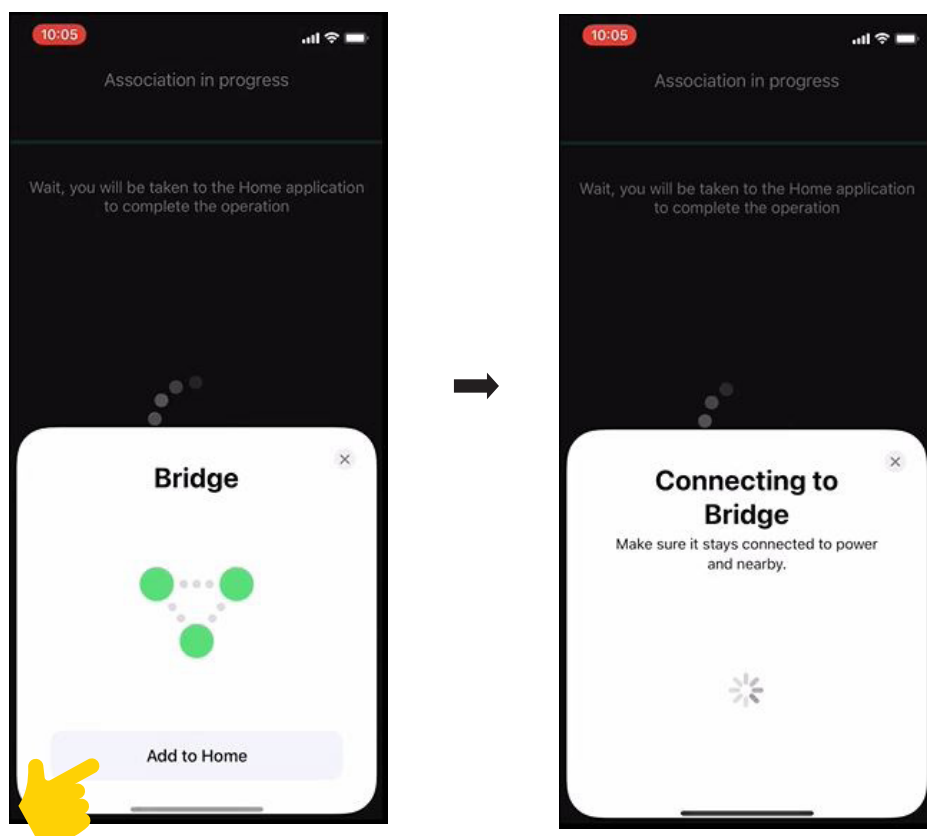 10:05
Association in progress
Wait, you will be taken to the Home application
to complete the operation
Bridge
Add to Home
10:05
Association in progress
Wait, you will be taken to the Home application
to complete the operation
Connecting to
Bridge
Make sure it stays connected to power
and nearby.